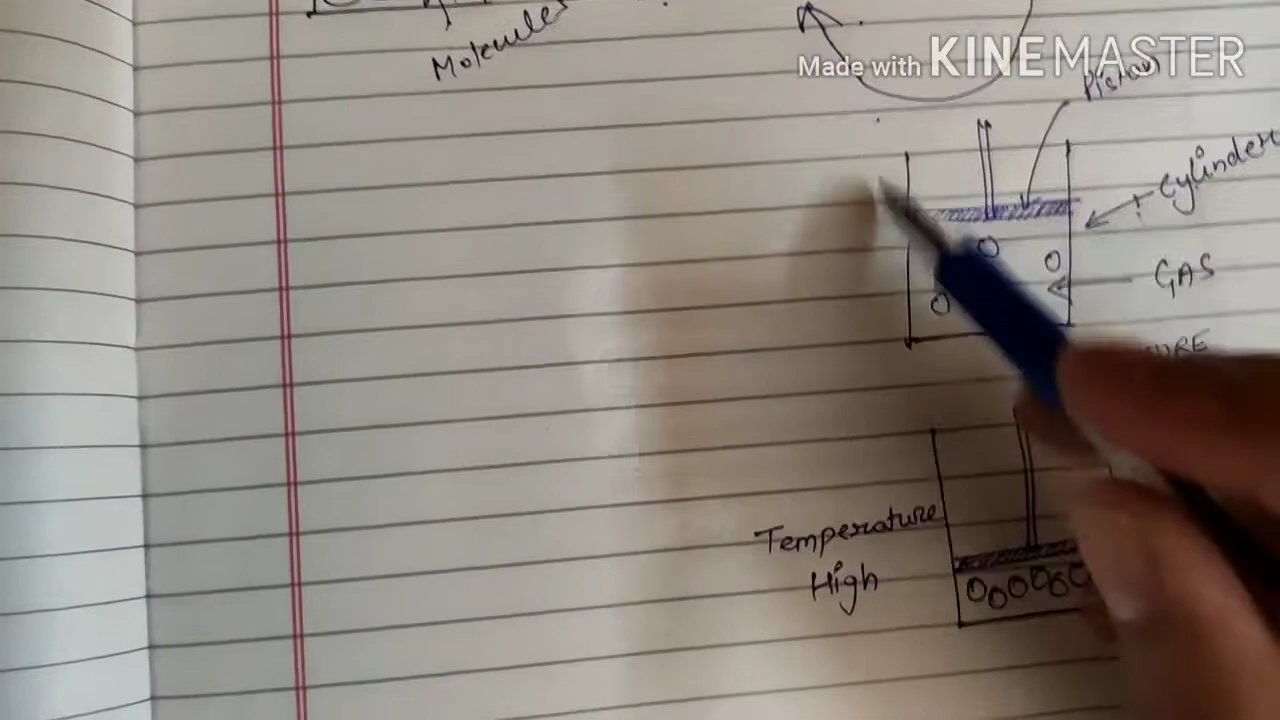 Molecules
Made with KINEMASTER
Piston
Cylinder
GAS
Temperature
High